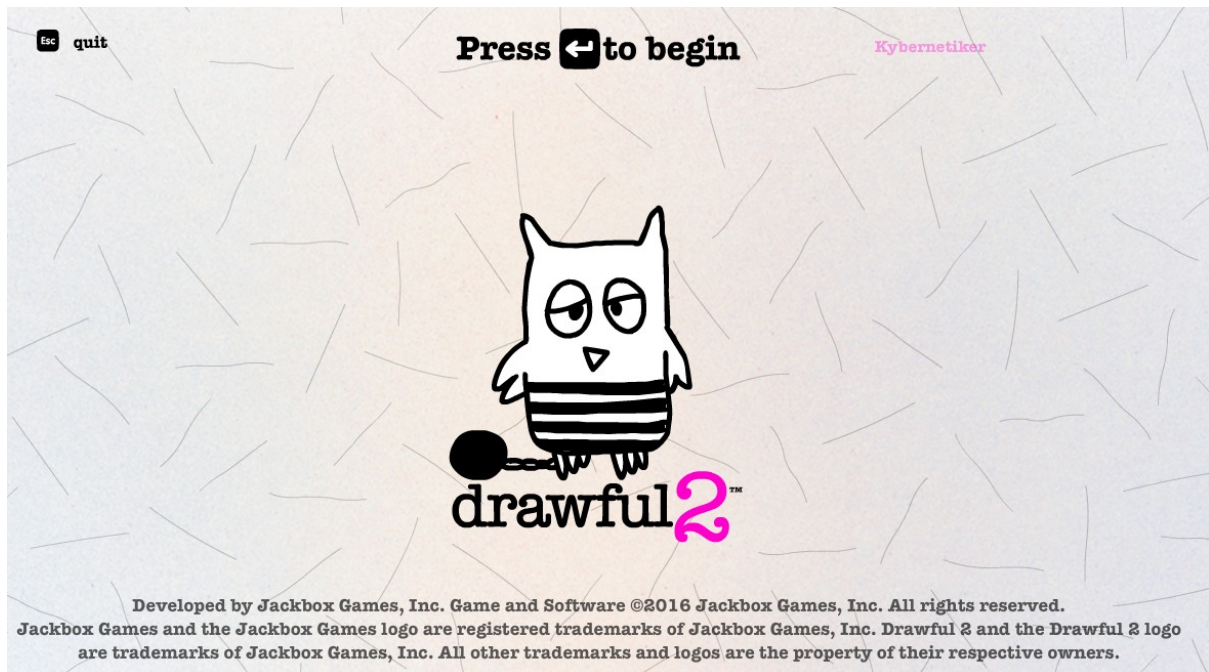 Esc quit
Press to begin
Kybernetiker
drawful 2™
Developed by Jackbox Games, Inc. Game and Software ©2016 Jackbox Games, Inc. All rights reserved.
Jackbox Games and the Jackbox Games logo are registered trademarks of Jackbox Games, Inc. Drawful 2 and the Drawful 2 logo
are trademarks of Jackbox Games, Inc. All other trademarks and logos are the property of their respective owners.